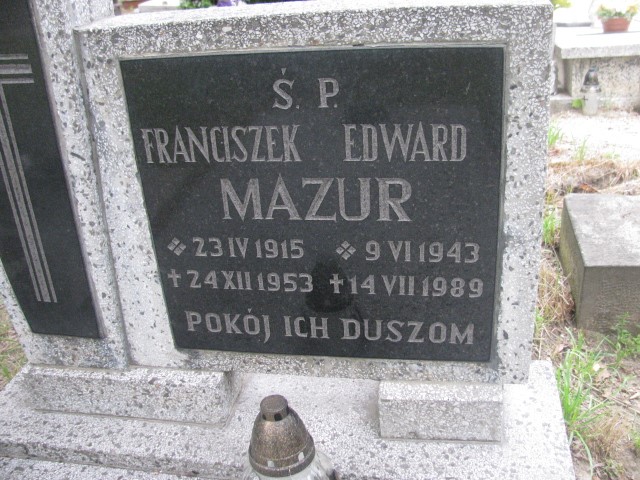 Ś. P.
FRANCISZEK EDWARD
MAZUR
❖ 23 IV 1915 ❖ 9 VI 1943
✝ 24 XII 1953 ✝ 14 VII 1989
POKÓJ ICH DUSZOM